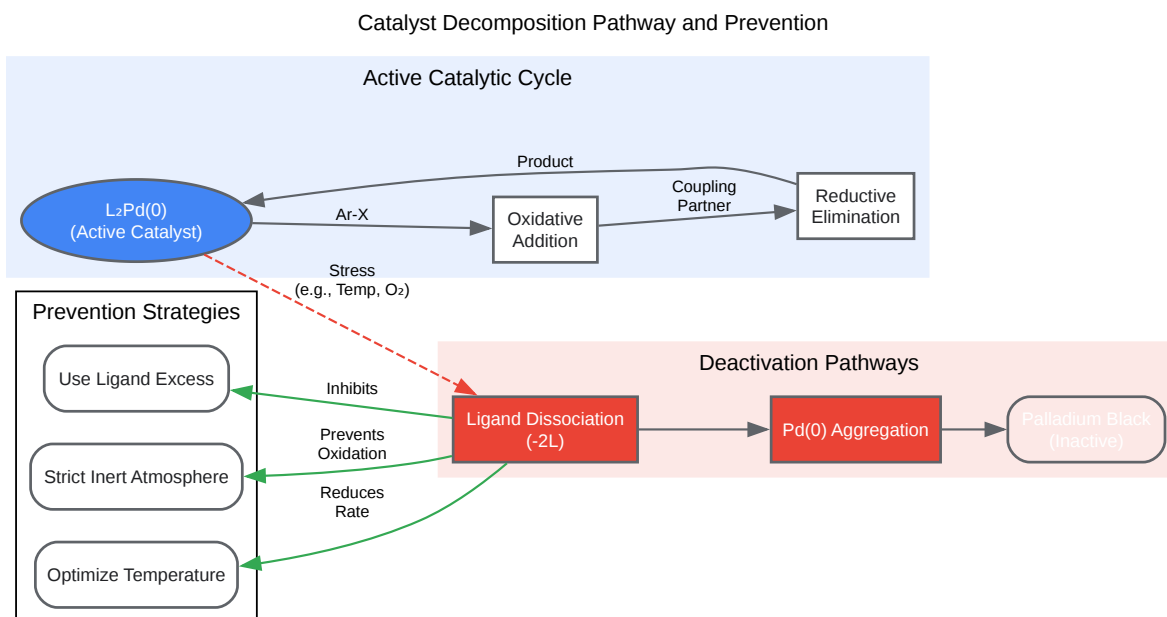 Catalyst Decomposition Pathway and Prevention
Active Catalytic Cycle
Product
Coupling
Partner
Reductive
Elimination
L₂Pd(0)
(Active Catalyst)
Ar-X
Oxidative
Addition
Stress
(e.g., Temp, O₂)
Prevention Strategies
Use Ligand Excess
Strict Inert Atmosphere
Optimize Temperature
Inhibits
Prevents
Oxidation
Reduces
Rate
Deactivation Pathways
Ligand Dissociation
(-2L)
Pd(0) Aggregation
Palladium Black
(Inactive)